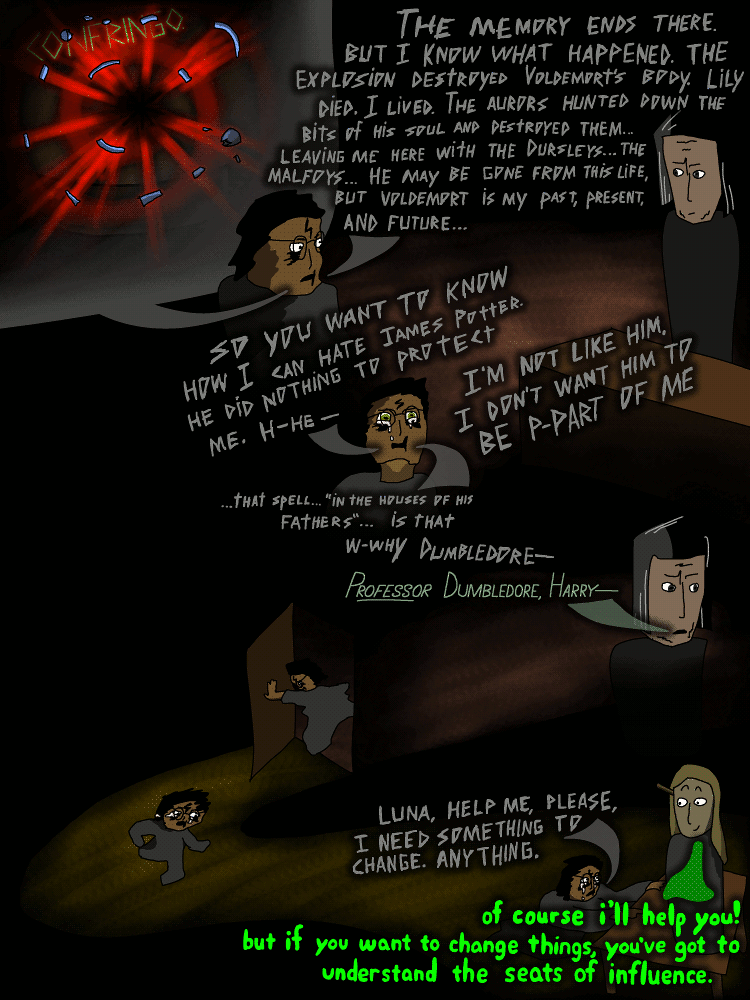 CONFRINGO
THE MEMORY ENDS THERE.
BUT I KNOW WHAT HAPPENED. THE
EXPLOSION DESTROYED VOLDEMORT'S BODY. LILY
DIED. I LIVED. THE AURORS HUNTED DOWN THE
BITS OF HIS SOUL AND DESTROYED THEM...
LEAVING ME HERE WITH THE DURSLEYS... THE
MALFOYS... HE MAY BE GONE FROM THIS LIFE,
BUT VOLDEMORT IS MY PAST, PRESENT,
AND FUTURE...
SO YOU WANT TO KNOW
HOW I CAN HATE JAMES POTTER.
HE DID NOTHING TO PROTECT
ME. H-HE—
I'M NOT LIKE HIM.
I DON'T WANT HIM TO
BE P-PART OF ME
...THAT SPELL... "IN THE HOUSES OF HIS
FATHERS"... IS THAT
W-WHY DUMBLEDORE—
PROFESSOR DUMBLEDORE, HARRY—
LUNA, HELP ME, PLEASE,
I NEED SOMETHING TO
CHANGE. ANYTHING.
of course i'll help you!
but if you want to change things, you've got to
understand the seats of influence.